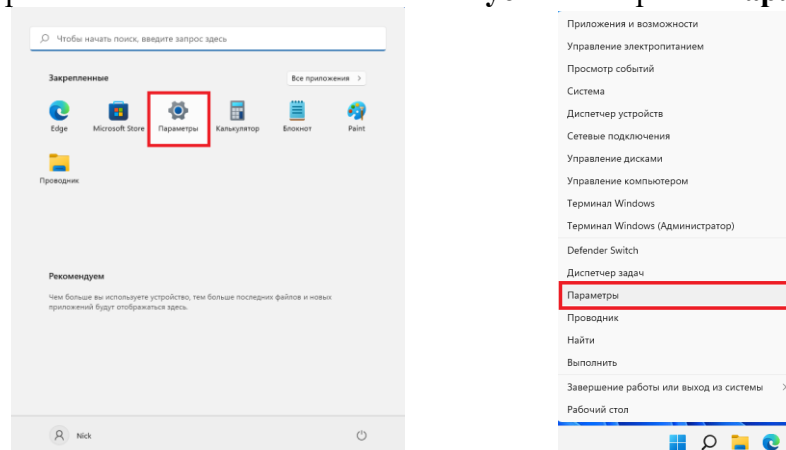 Чтобы начать поиск, введите запрос здесь
Закрепленные
Все приложения >
Edge
Microsoft Store
Параметры
Калькулятор
Блокнот
Paint
Проводник
Рекомендуем
Чем больше вы используете устройство, тем больше последних файлов и новых
приложений будут отображаться здесь.
Nick
Приложения и возможности
Управление электропитанием
Просмотр событий
Система
Диспетчер устройств
Сетевые подключения
Управление дисками
Управление компьютером
Терминал Windows
Терминал Windows (Администратор)
Defender Switch
Диспетчер задач
Параметры
Проводник
Найти
Выполнить
Завершение работы или выход из системы >
Рабочий стол